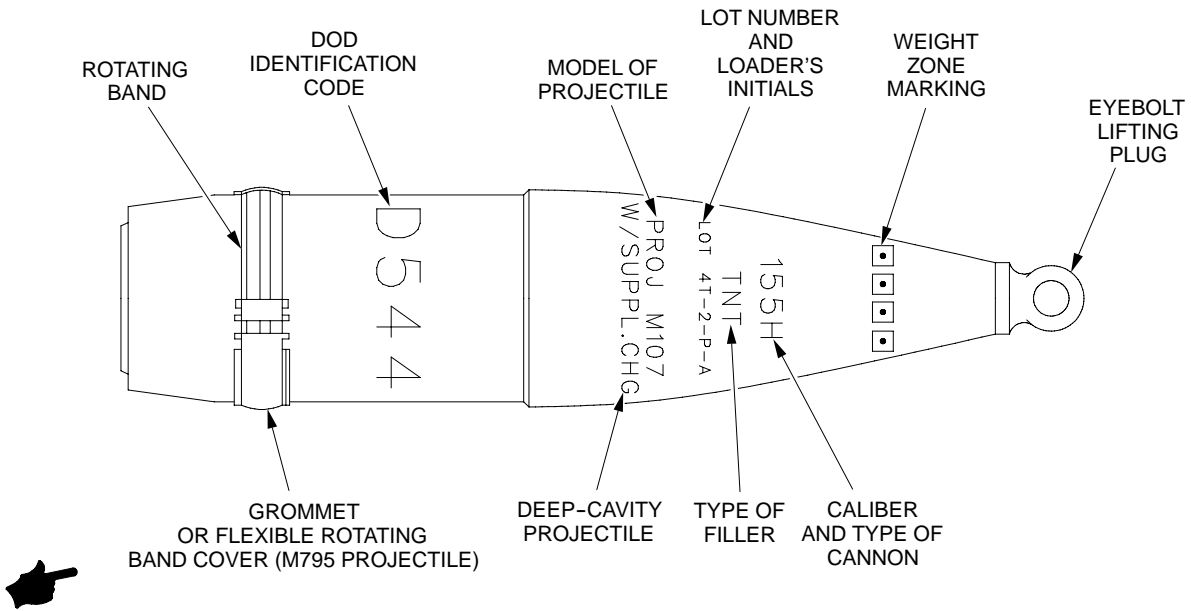 ROTATING
BAND
DOD
IDENTIFICATION
CODE
MODEL OF
PROJECTILE
LOT NUMBER
AND
LOADER'S
INITIALS
WEIGHT
ZONE
MARKING
EYEBOLT
LIFTING
PLUG
D544
W/SUPPL.CHG
PROJ M107
LOT 4T-2-P-A
TNT
155H
GROMMET
OR FLEXIBLE ROTATING
BAND COVER (M795 PROJECTILE)
DEEP-CAVITY
PROJECTILE
TYPE OF
FILLER
CALIBER
AND TYPE OF
CANNON